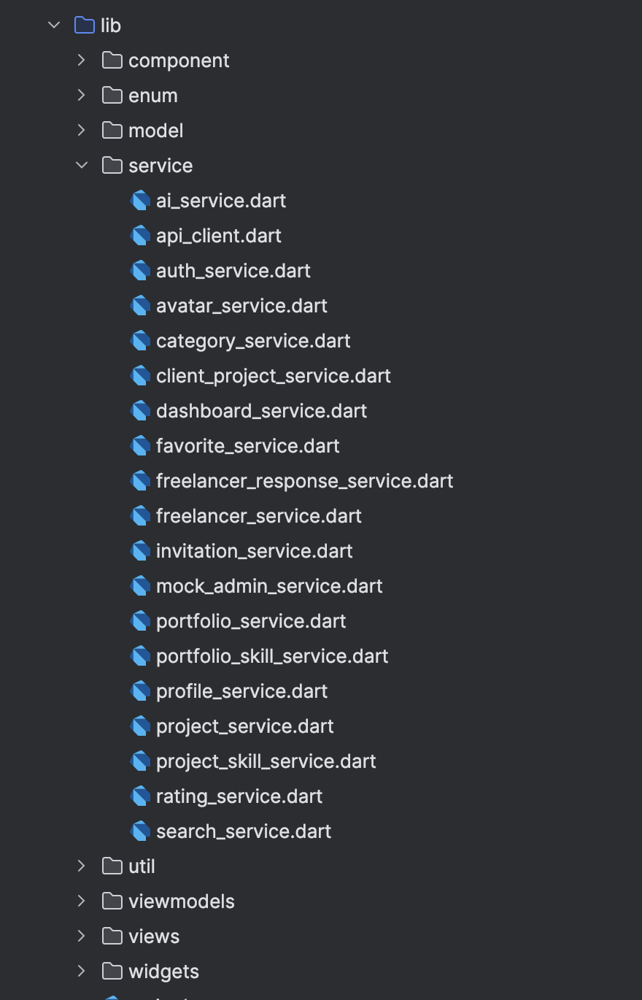 lib
component
enum
model
service
ai_service.dart
api_client.dart
auth_service.dart
avatar_service.dart
category_service.dart
client_project_service.dart
dashboard_service.dart
favorite_service.dart
freelancer_response_service.dart
freelancer_service.dart
invitation_service.dart
mock_admin_service.dart
portfolio_service.dart
portfolio_skill_service.dart
profile_service.dart
project_service.dart
project_skill_service.dart
rating_service.dart
search_service.dart
util
viewmodels
views
widgets